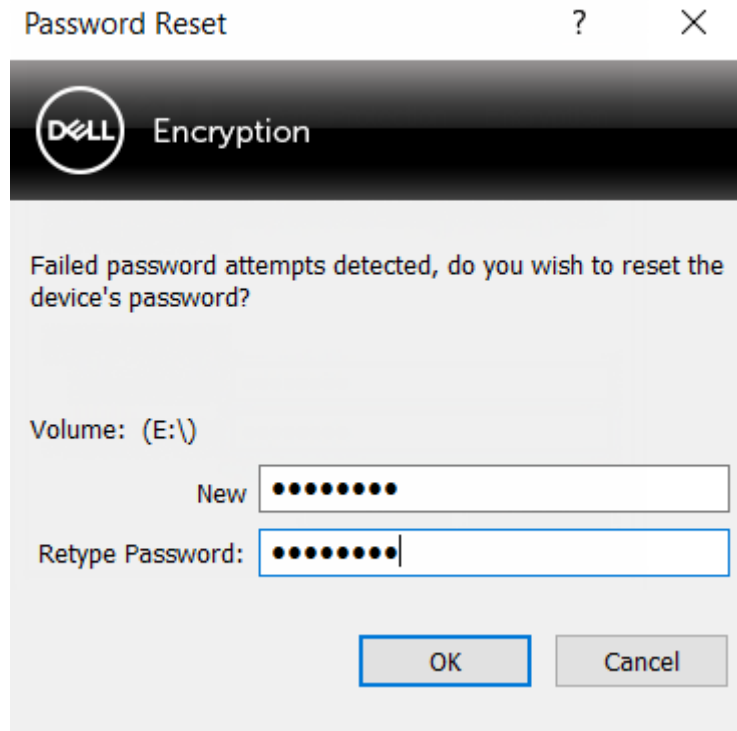 Password Reset ? ×
DELL Encryption
Failed password attempts detected, do you wish to reset the
device's password?
Volume: (E:\)
New ●●●●●●●●
Retype Password: ●●●●●●●●
OK Cancel